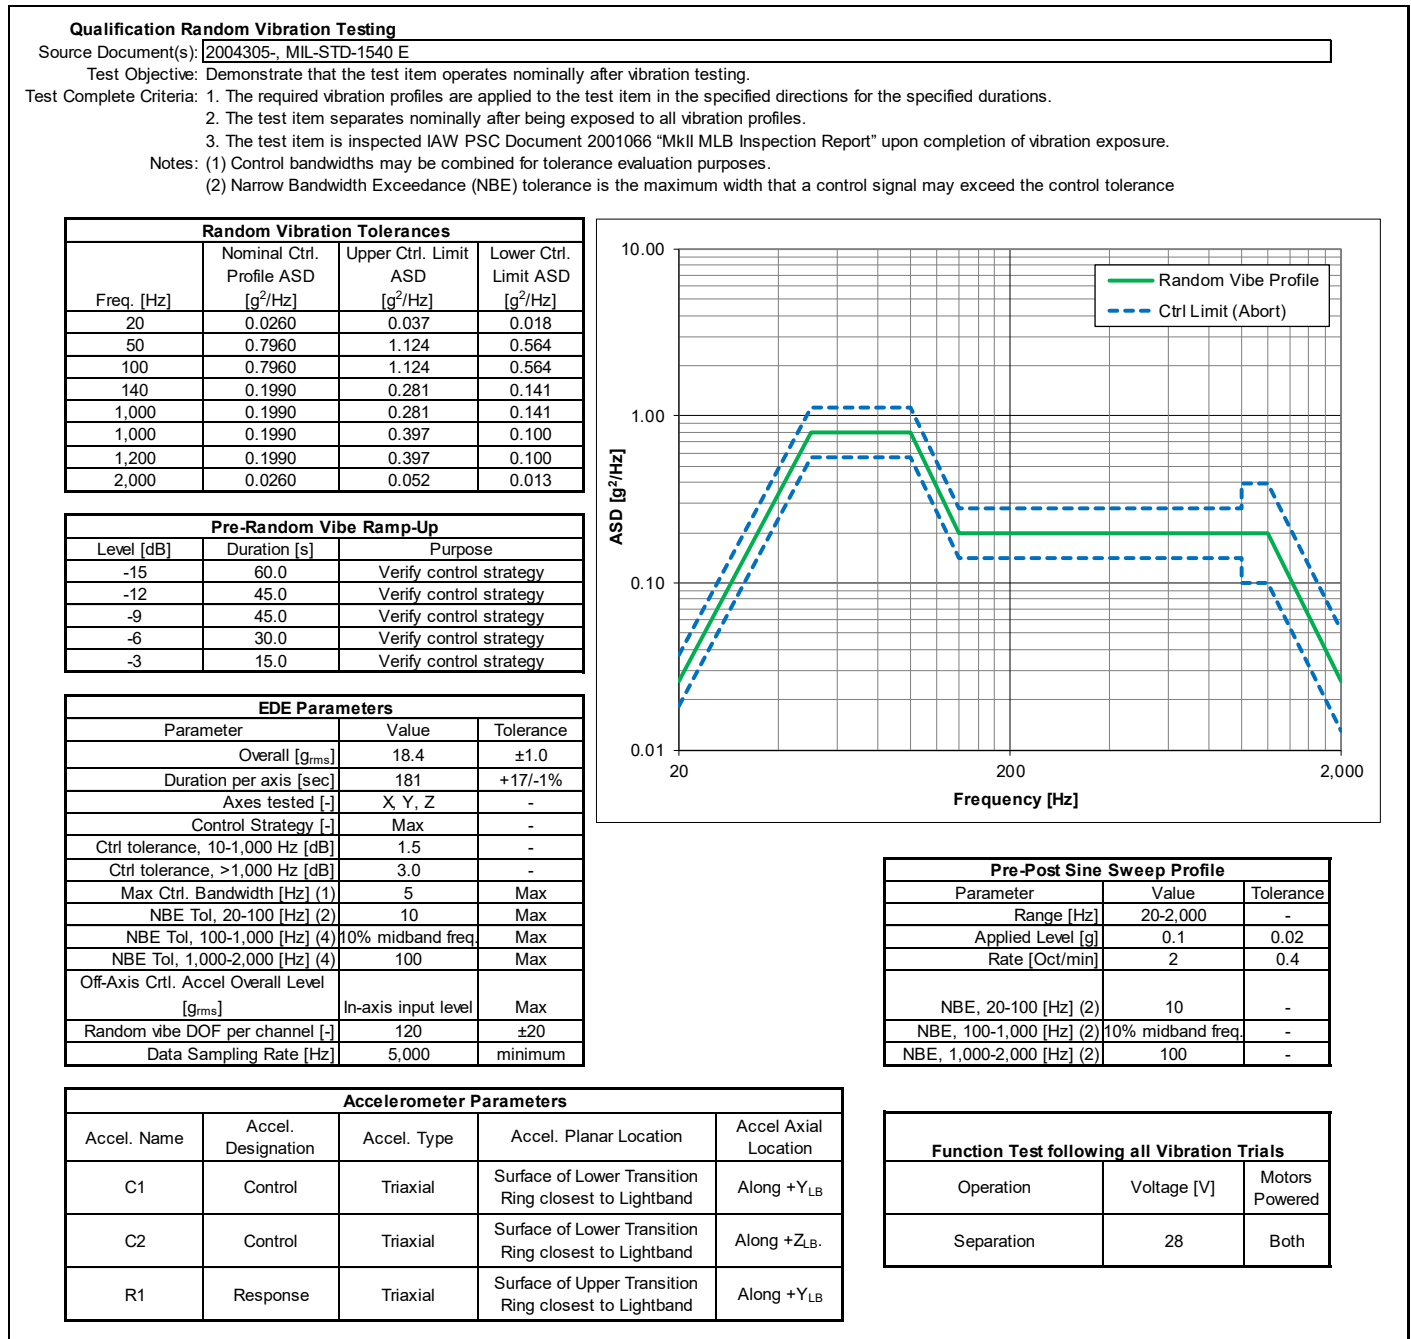 Qualification Random Vibration Testing
Source Document(s): 2004305-, MIL-STD-1540 E
Test Objective: Demonstrate that the test item operates nominally after vibration testing.
Test Complete Criteria: 1. The required vibration profiles are applied to the test item in the specified directions for the specified durations.
2. The test item separates nominally after being exposed to all vibration profiles.
3. The test item is inspected IAW PSC Document 2001066 “MkII MLB Inspection Report” upon completion of vibration exposure.
Notes: (1) Control bandwidths may be combined for tolerance evaluation purposes.
(2) Narrow Bandwidth Exceedance (NBE) tolerance is the maximum width that a control signal may exceed the control tolerance
Random Vibration Tolerances
Freq. [Hz] Nominal Ctrl. Profile ASD [g²/Hz] Upper Ctrl. Limit ASD [g²/Hz] Lower Ctrl. Limit ASD [g²/Hz]
20 0.0260 0.037 0.018
50 0.7960 1.124 0.564
100 0.7960 1.124 0.564
140 0.1990 0.281 0.141
1,000 0.1990 0.281 0.141
1,000 0.1990 0.397 0.100
1,200 0.1990 0.397 0.100
2,000 0.0260 0.052 0.013
Pre-Random Vibe Ramp-Up
Level [dB] Duration [s] Purpose
-15 60.0 Verify control strategy
-12 45.0 Verify control strategy
-9 45.0 Verify control strategy
-6 30.0 Verify control strategy
-3 15.0 Verify control strategy
10.00
1.00
0.10
0.01
ASD [g²/Hz]
Random Vibe Profile
Ctrl Limit (Abort)
20 200 2,000
Frequency [Hz]
EDE Parameters
Parameter Value Tolerance
Overall [grms] 18.4 ±1.0
Duration per axis [sec] 181 +17/-1%
Axes tested [-] X, Y, Z -
Control Strategy [-] Max -
Ctrl tolerance, 10-1,000 Hz [dB] 1.5 -
Ctrl tolerance, >1,000 Hz [dB] 3.0 -
Max Ctrl. Bandwidth [Hz] (1) 5 Max
NBE Tol, 20-100 [Hz] (2) 10 Max
NBE Tol, 100-1,000 [Hz] (4) 10% midband freq. Max
NBE Tol, 1,000-2,000 [Hz] (4) 100 Max
Off-Axis Crtl. Accel Overall Level [grms] In-axis input level Max
Random vibe DOF per channel [-] 120 ±20
Data Sampling Rate [Hz] 5,000 minimum
Pre-Post Sine Sweep Profile
Parameter Value Tolerance
Range [Hz] 20-2,000 -
Applied Level [g] 0.1 0.02
Rate [Oct/min] 2 0.4
NBE, 20-100 [Hz] (2) 10 -
NBE, 100-1,000 [Hz] (2) 10% midband freq. -
NBE, 1,000-2,000 [Hz] (2) 100 -
Accelerometer Parameters
Accel. Name Accel. Designation Accel. Type Accel. Planar Location Accel Axial Location
C1 Control Triaxial Surface of Lower Transition Ring closest to Lightband Along +YLB
C2 Control Triaxial Surface of Lower Transition Ring closest to Lightband Along +ZLB.
R1 Response Triaxial Surface of Upper Transition Ring closest to Lightband Along +YLB
Function Test following all Vibration Trials
Operation Voltage [V] Motors Powered
Separation 28 Both